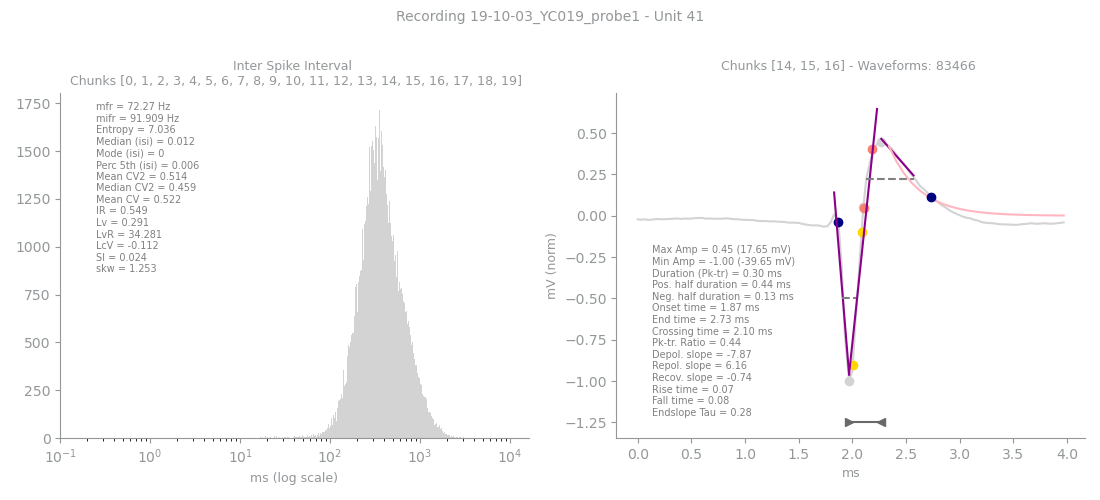 Recording 19-10-03_YC019_probe1 - Unit 41
Inter Spike Interval
Chunks [0, 1, 2, 3, 4, 5, 6, 7, 8, 9, 10, 11, 12, 13, 14, 15, 16, 17, 18, 19]
1750
1500
1250
1000
750
500
250
0
mfr = 72.27 Hz
mifr = 91.909 Hz
Entropy = 7.036
Median (isi) = 0.012
Mode (isi) = 0
Perc 5th (isi) = 0.006
Mean CV2 = 0.514
Median CV2 = 0.459
Mean CV = 0.522
IR = 0.549
Lv = 0.291
LvR = 34.281
LcV = -0.112
SI = 0.024
skw = 1.253
10⁻¹ 10⁰ 10¹ 10² 10³ 10⁴
ms (log scale)
Chunks [14, 15, 16] - Waveforms: 83466
mV (norm)
0.50
0.25
0.00
−0.25
−0.50
−0.75
−1.00
−1.25
Max Amp = 0.45 (17.65 mV)
Min Amp = -1.00 (-39.65 mV)
Duration (Pk-tr) = 0.30 ms
Pos. half duration = 0.44 ms
Neg. half duration = 0.13 ms
Onset time = 1.87 ms
End time = 2.73 ms
Crossing time = 2.10 ms
Pk-tr. Ratio = 0.44
Depol. slope = -7.87
Repol. slope = 6.16
Recov. slope = -0.74
Rise time = 0.07
Fall time = 0.08
Endslope Tau = 0.28
0.0 0.5 1.0 1.5 2.0 2.5 3.0 3.5 4.0
ms